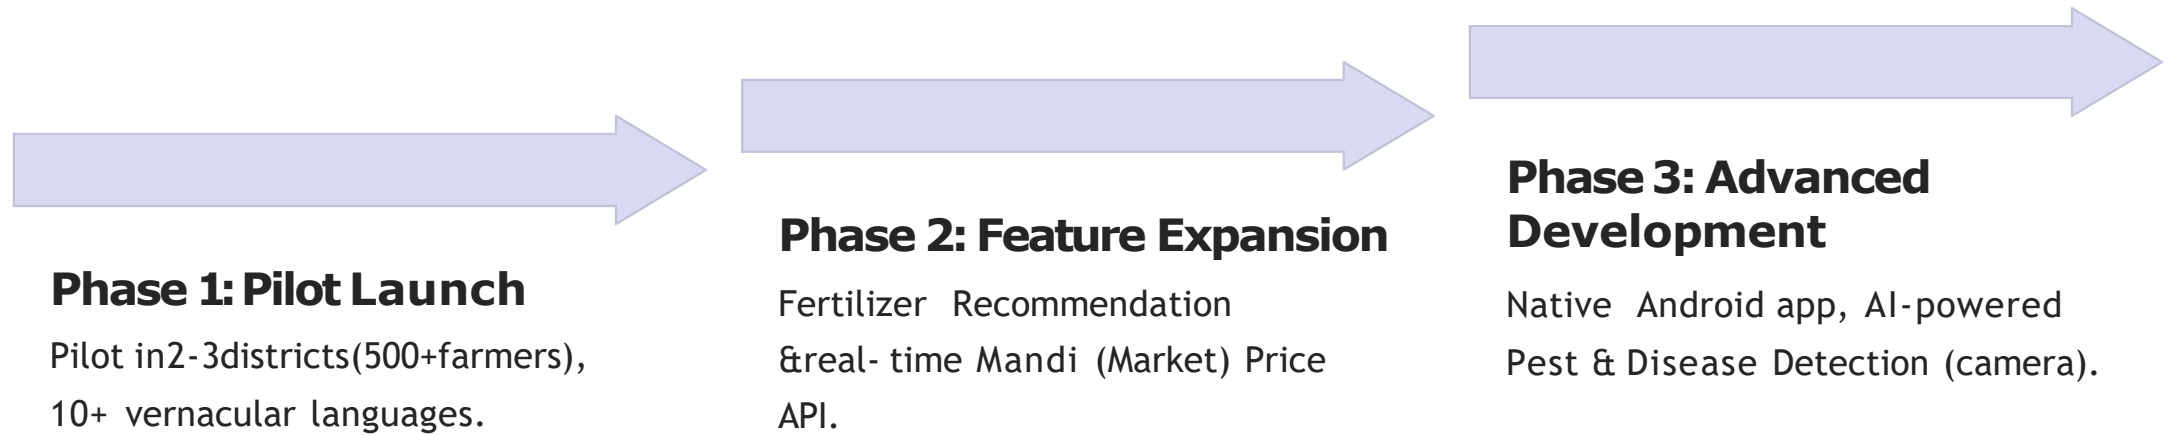 Phase 1: Pilot Launch
Pilot in2-3districts(500+farmers),
10+ vernacular languages.
Phase 2: Feature Expansion
Fertilizer Recommendation
&real- time Mandi (Market) Price
API.
Phase 3: Advanced
Development
Native Android app, AI-powered
Pest & Disease Detection (camera).